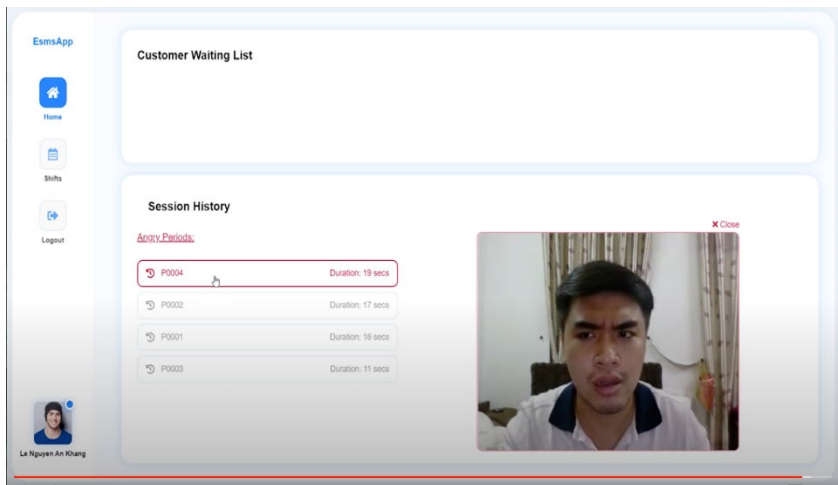 EsmsApp
Home
Shifts
Logout
Le Nguyen An Khang
Customer Waiting List
Session History
Angry Periods:
P0004 Duration: 19 secs
P0002 Duration: 17 secs
P0001 Duration: 16 secs
P0003 Duration: 11 secs
Close